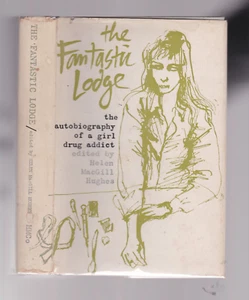 the
Fantastic
Lodge
the
autobiography
of a girl
drug addict
edited by
Helen
MacGill
Hughes
THE FANTASTIC LODGE/